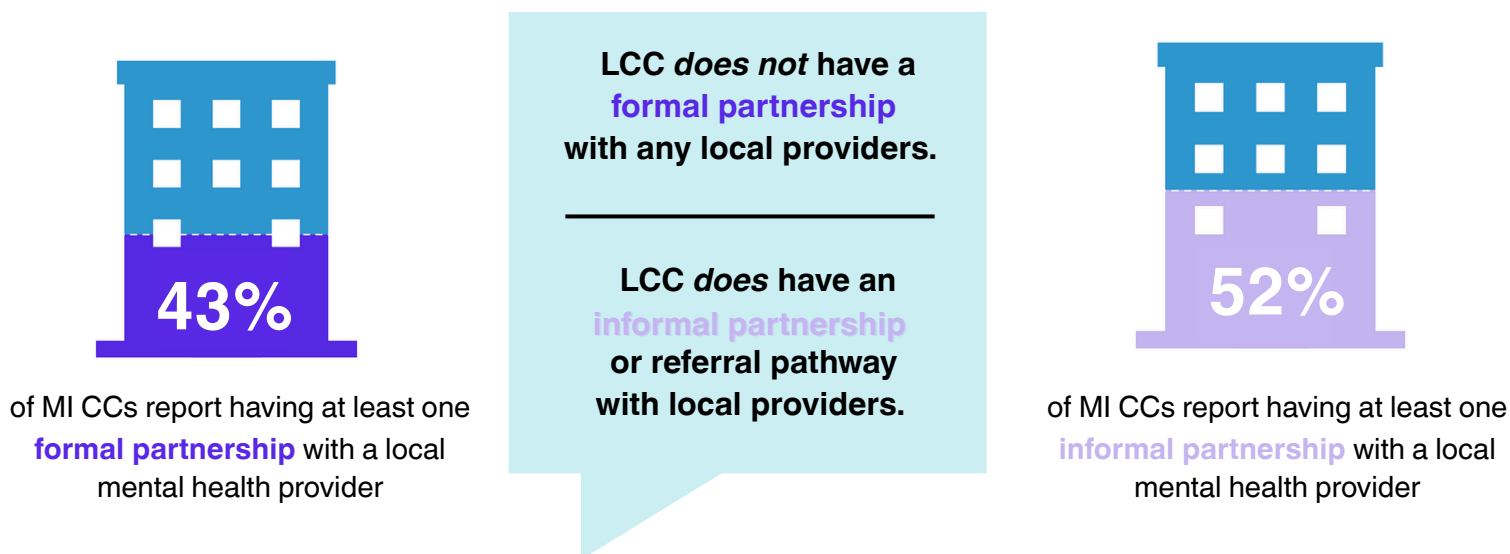 43%
of MI CCs report having at least one
formal partnership with a local
mental health provider
LCC does not have a
formal partnership
with any local providers.
LCC does have an
informal partnership
or referral pathway
with local providers.
52%
of MI CCs report having at least one
informal partnership with a local
mental health provider